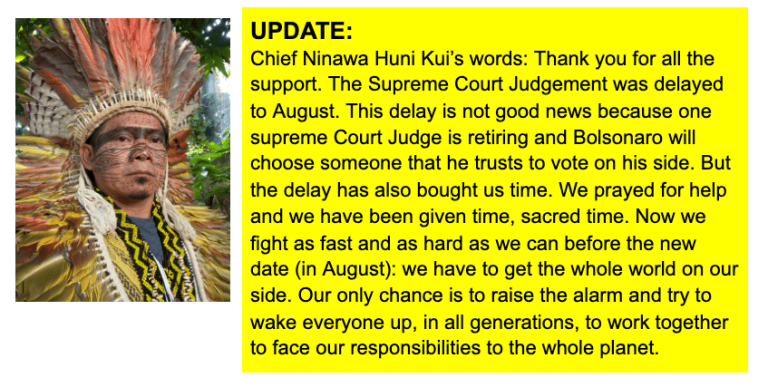 UPDATE:
Chief Ninawa Huni Kui’s words: Thank you for all the
support. The Supreme Court Judgement was delayed
to August. This delay is not good news because one
supreme Court Judge is retiring and Bolsonaro will
choose someone that he trusts to vote on his side. But
the delay has also bought us time. We prayed for help
and we have been given time, sacred time. Now we
fight as fast and as hard as we can before the new
date (in August): we have to get the whole world on our
side. Our only chance is to raise the alarm and try to
wake everyone up, in all generations, to work together
to face our responsibilities to the whole planet.